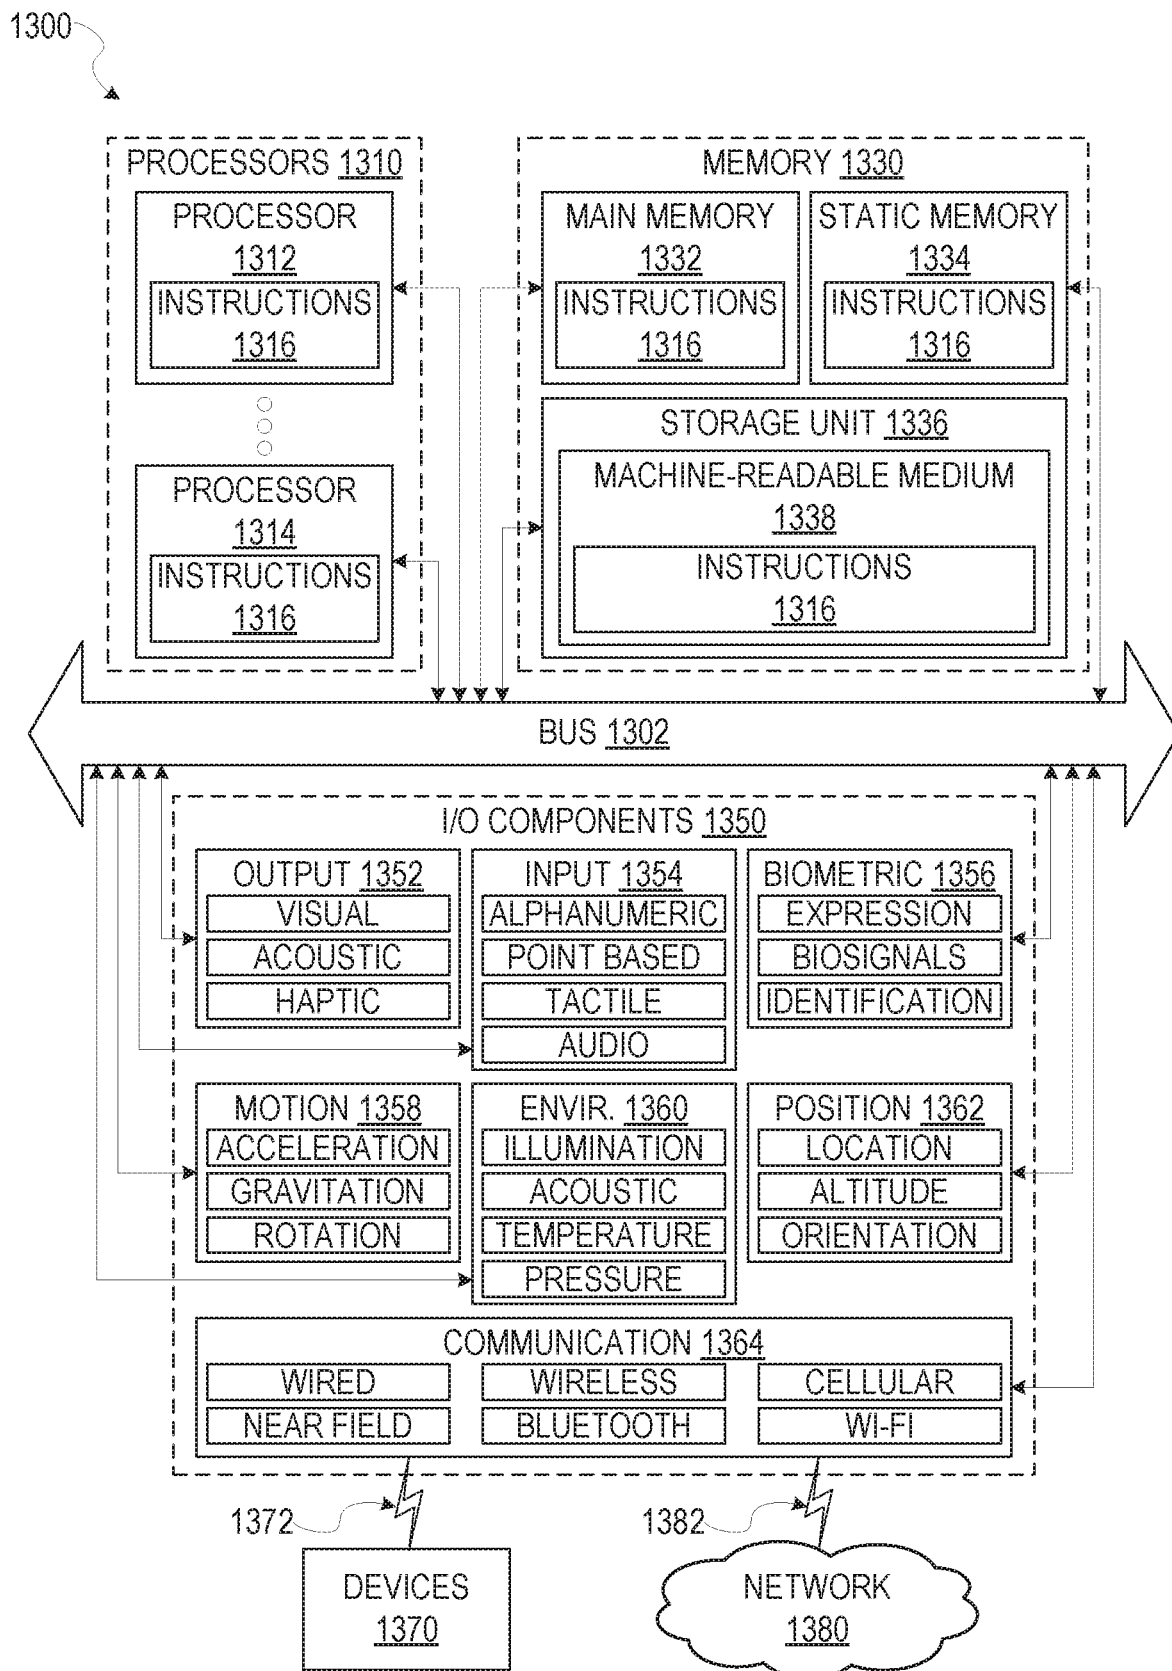 1300
PROCESSORS 1310
PROCESSOR
1312
INSTRUCTIONS
1316
PROCESSOR
1314
INSTRUCTIONS
1316
MEMORY 1330
MAIN MEMORY
1332
INSTRUCTIONS
1316
STATIC MEMORY
1334
INSTRUCTIONS
1316
STORAGE UNIT 1336
MACHINE-READABLE MEDIUM
1338
INSTRUCTIONS
1316
BUS 1302
I/O COMPONENTS 1350
OUTPUT 1352
VISUAL
ACOUSTIC
HAPTIC
INPUT 1354
ALPHANUMERIC
POINT BASED
TACTILE
AUDIO
BIOMETRIC 1356
EXPRESSION
BIOSIGNALS
IDENTIFICATION
MOTION 1358
ACCELERATION
GRAVITATION
ROTATION
ENVIR. 1360
ILLUMINATION
ACOUSTIC
TEMPERATURE
PRESSURE
POSITION 1362
LOCATION
ALTITUDE
ORIENTATION
COMMUNICATION 1364
WIRED
WIRELESS
CELLULAR
NEAR FIELD
BLUETOOTH
WI-FI
1372
1382
DEVICES
1370
NETWORK
1380